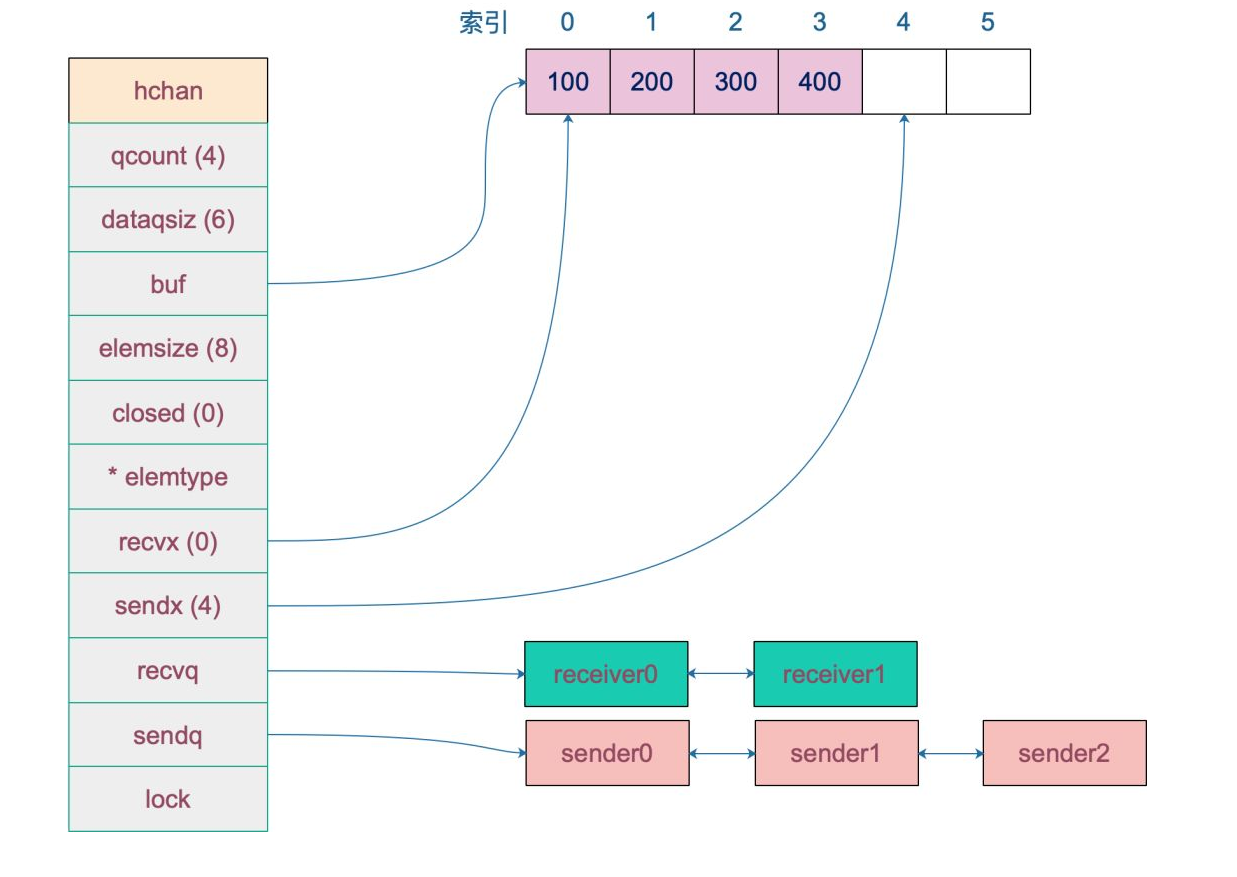 索引 0 1 2 3 4 5
100 200 300 400
hchan
qcount (4)
dataqsiz (6)
buf
elemsize (8)
closed (0)
* elemtype
recvx (0)
sendx (4)
recvq
receiver0 receiver1
sendq
sender0 sender1 sender2
lock